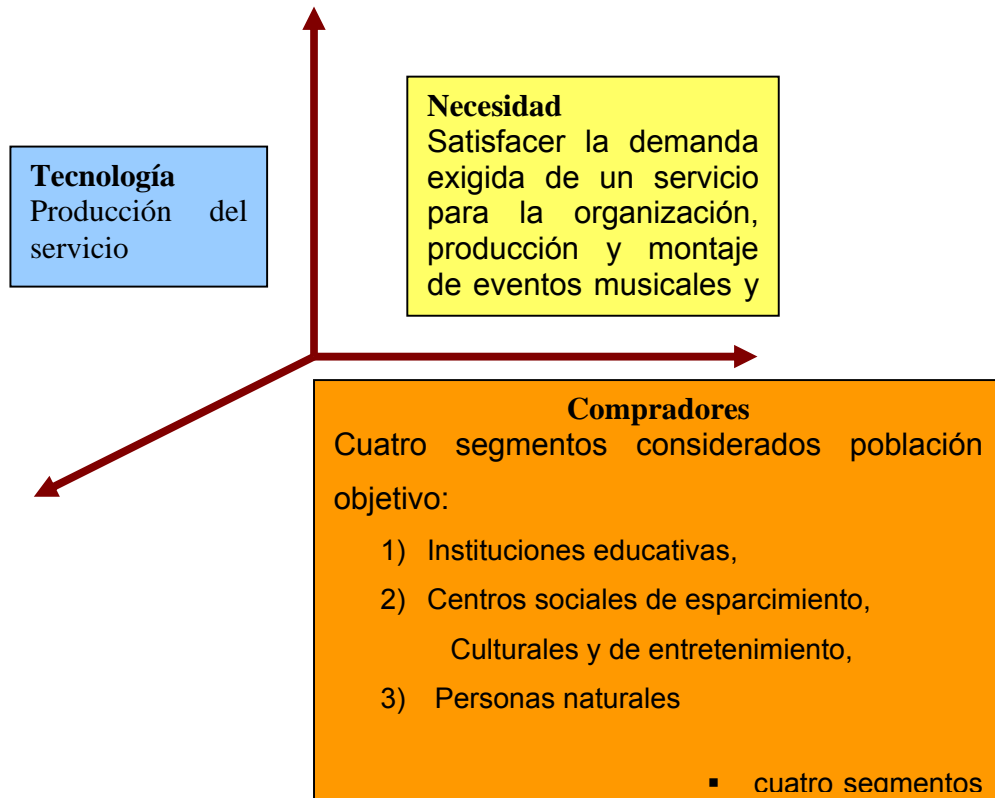 Tecnología
Producción del
servicio
Necesidad
Satisfacer la demanda
exigida de un servicio
para la organización,
producción y montaje
de eventos musicales y
Compradores
Cuatro segmentos considerados población
objetivo:
1) Instituciones educativas,
2) Centros sociales de esparcimiento,
Culturales y de entretenimiento,
3) Personas naturales
▪ cuatro segmentos